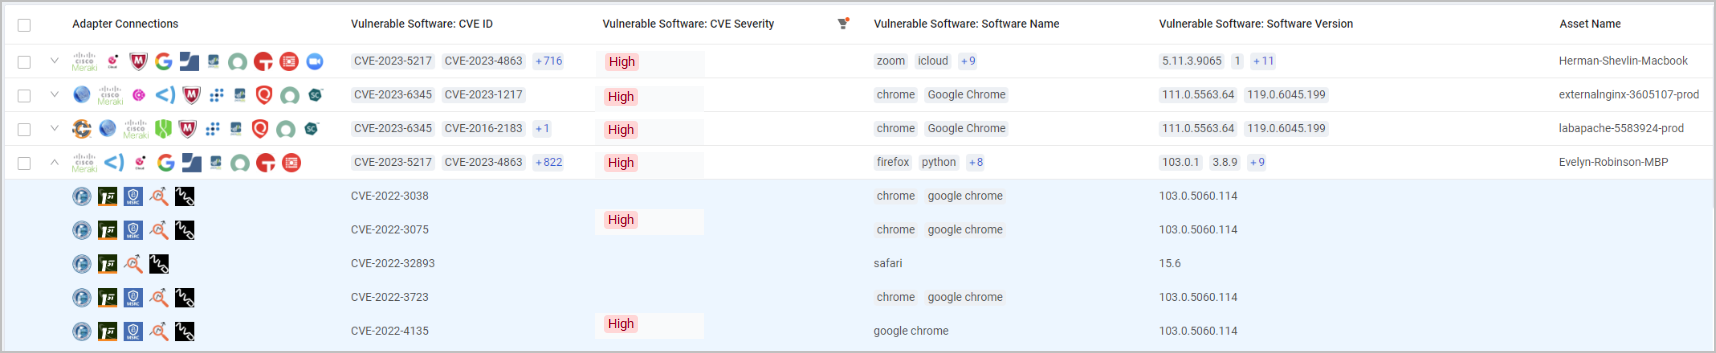 Adapter Connections Vulnerable Software: CVE ID Vulnerable Software: CVE Severity Vulnerable Software: Software Name Vulnerable Software: Software Version Asset Name
CISCO Meraki CVE-2023-5217 CVE-2023-4863 +716 High zoom icloud +9 5.11.3.9065 1 +11 Herman-Shevlin-Macbook
CISCO Meraki CVE-2023-6345 CVE-2023-1217 High chrome Google Chrome 111.0.5563.64 119.0.6045.199 externalnginx-3605107-prod
CISCO Meraki CVE-2023-6345 CVE-2016-2183 +1 High chrome Google Chrome 111.0.5563.64 119.0.6045.199 labapache-5583924-prod
CISCO Meraki CVE-2023-5217 CVE-2023-4863 +822 High firefox python +8 103.0.1 3.8.9 +9 Evelyn-Robinson-MBP
CVE-2022-3038 chrome google chrome 103.0.5060.114
High
CVE-2022-3075 chrome google chrome 103.0.5060.114
CVE-2022-32893 safari 15.6
CVE-2022-3723 chrome google chrome 103.0.5060.114
CVE-2022-4135 High google chrome 103.0.5060.114